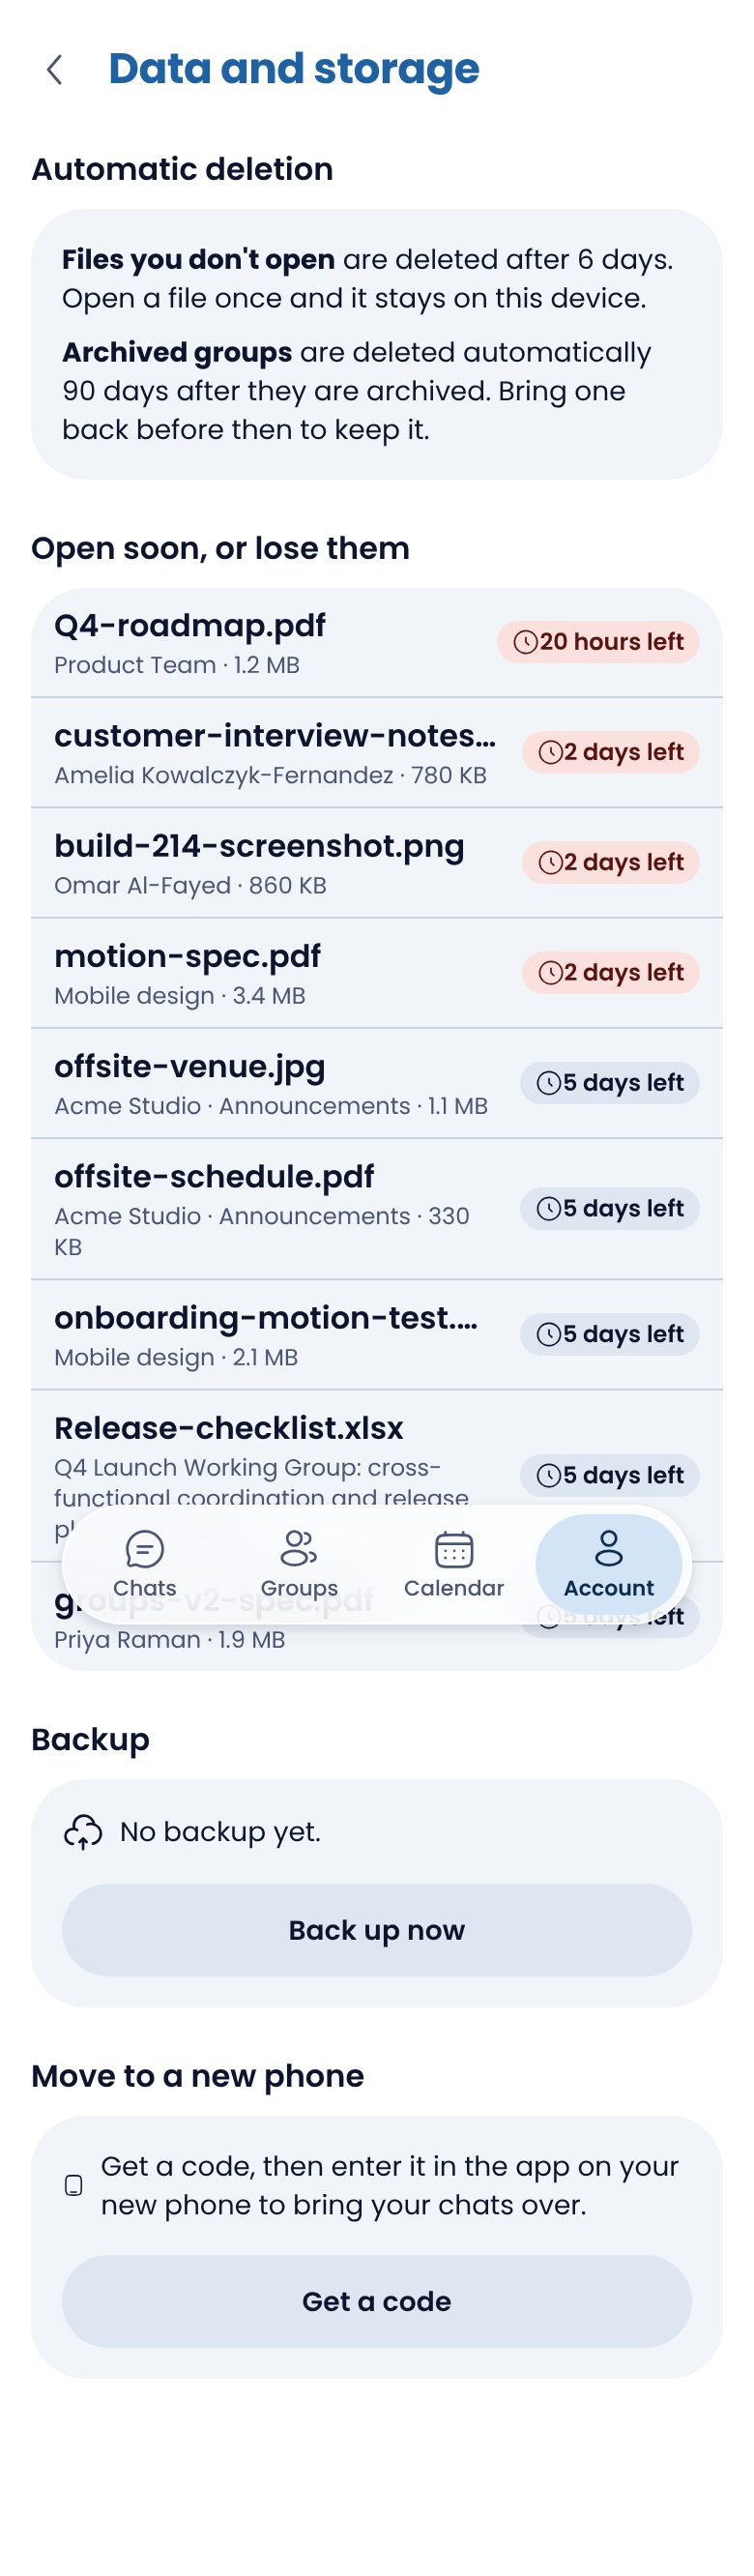 Data and storage
Automatic deletion
Files you don't open are deleted after 6 days.
Open a file once and it stays on this device.
Archived groups are deleted automatically
90 days after they are archived. Bring one
back before then to keep it.
Open soon, or lose them
Q4-roadmap.pdf
Product Team · 1.2 MB
20 hours left
customer-interview-notes...
Amelia Kowalczyk-Fernandez · 780 KB
2 days left
build-214-screenshot.png
Omar Al-Fayed · 860 KB
2 days left
motion-spec.pdf
Mobile design · 3.4 MB
2 days left
offsite-venue.jpg
Acme Studio · Announcements · 1.1 MB
5 days left
offsite-schedule.pdf
Acme Studio · Announcements · 330
KB
5 days left
onboarding-motion-test....
Mobile design · 2.1 MB
5 days left
Release-checklist.xlsx
Q4 Launch Working Group: cross-
functional coordination and release
5 days left
Chats
Groups
Calendar
Account
groups-v2-spec.pdf
Priya Raman · 1.9 MB
5 days left
Backup
No backup yet.
Back up now
Move to a new phone
Get a code, then enter it in the app on your
new phone to bring your chats over.
Get a code